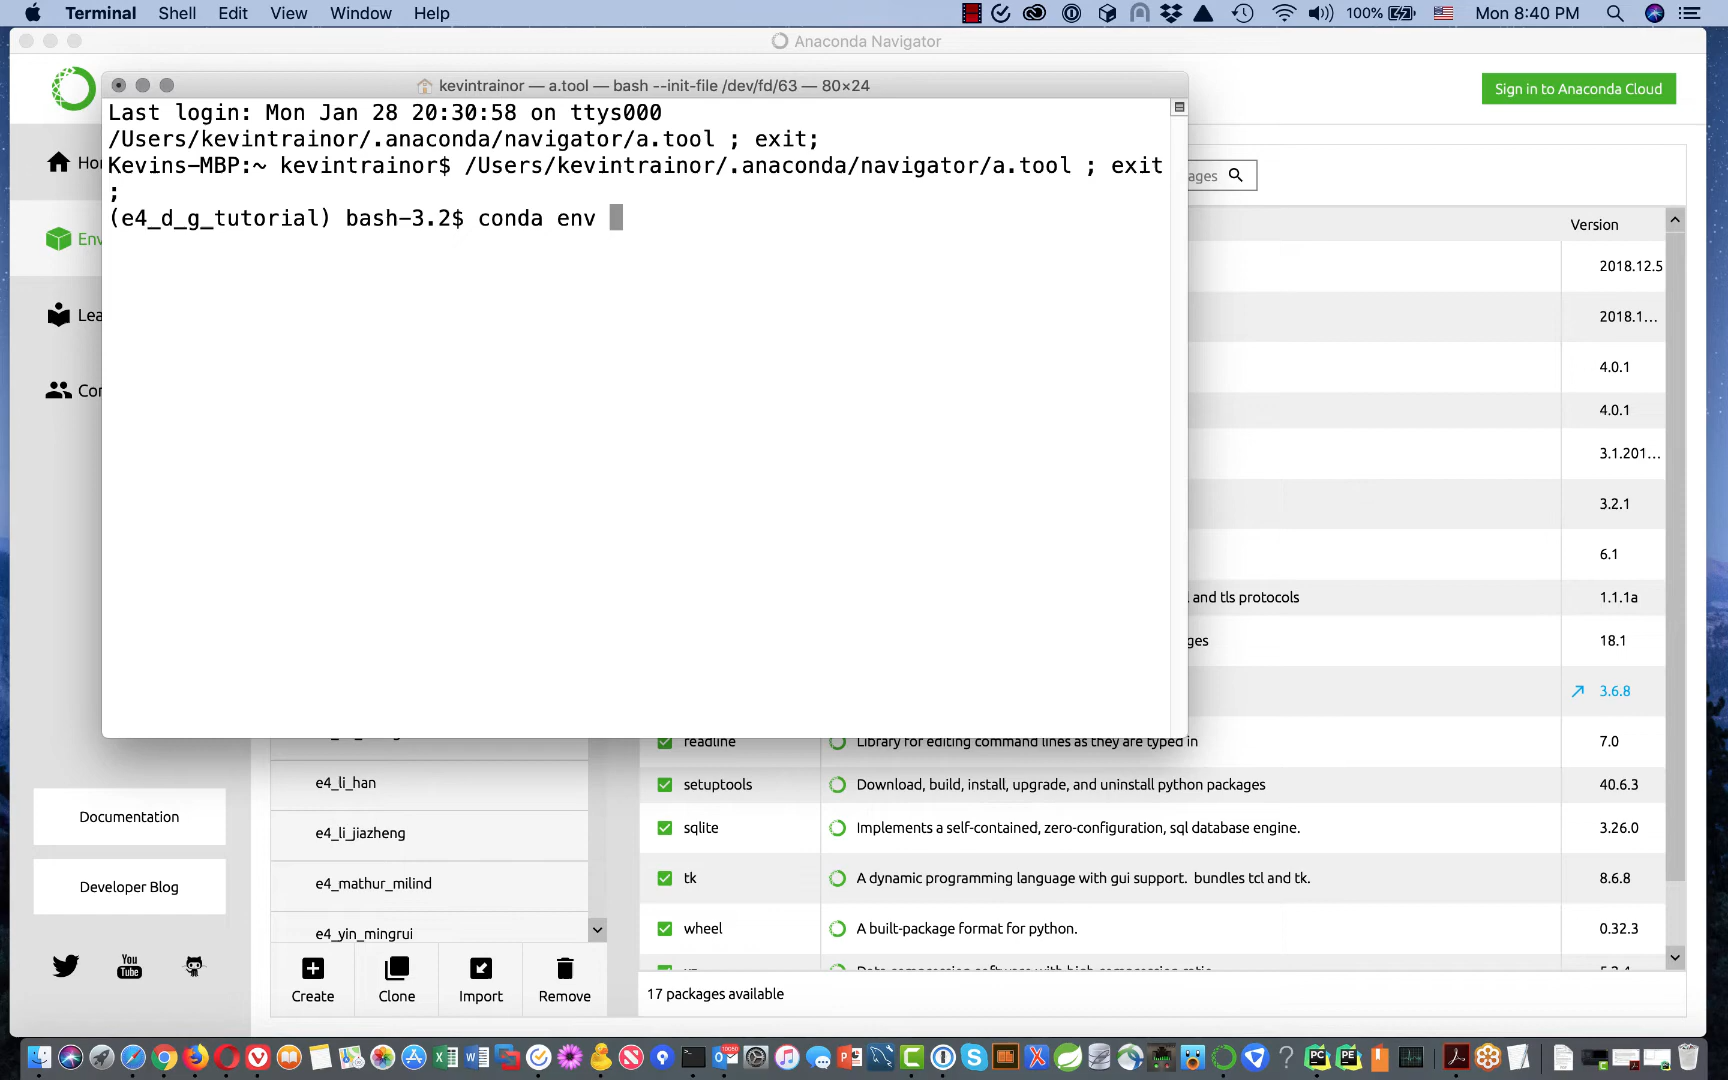 Terminal Shell Edit View Window Help 100% Mon 8:40 PM
Anaconda Navigator
Sign in to Anaconda Cloud
kevintrainor — a.tool — bash --init-file /dev/fd/63 — 80×24
Last login: Mon Jan 28 20:30:58 on ttys000
/Users/kevintrainor/.anaconda/navigator/a.tool ; exit;
Kevins-MBP:~ kevintrainor$ /Users/kevintrainor/.anaconda/navigator/a.tool ; exit
;
(e4_d_g_tutorial) bash-3.2$ conda env
Hor
ages
Env
Version
2018.12.5
Lea
2018.1...
4.0.1
Cor
4.0.1
3.1.201...
3.2.1
6.1
and tls protocols 1.1.1a
ges 18.1
3.6.8
readline Library for editing command lines as they are typed in 7.0
e4_li_han
setuptools Download, build, install, upgrade, and uninstall python packages 40.6.3
Documentation
e4_li_jiazheng
sqlite Implements a self-contained, zero-configuration, sql database engine. 3.26.0
Developer Blog
e4_mathur_milind
tk A dynamic programming language with gui support. bundles tcl and tk. 8.6.8
e4_yin_mingrui
wheel A built-package format for python. 0.32.3
You Tube
Create Clone Import Remove
17 packages available